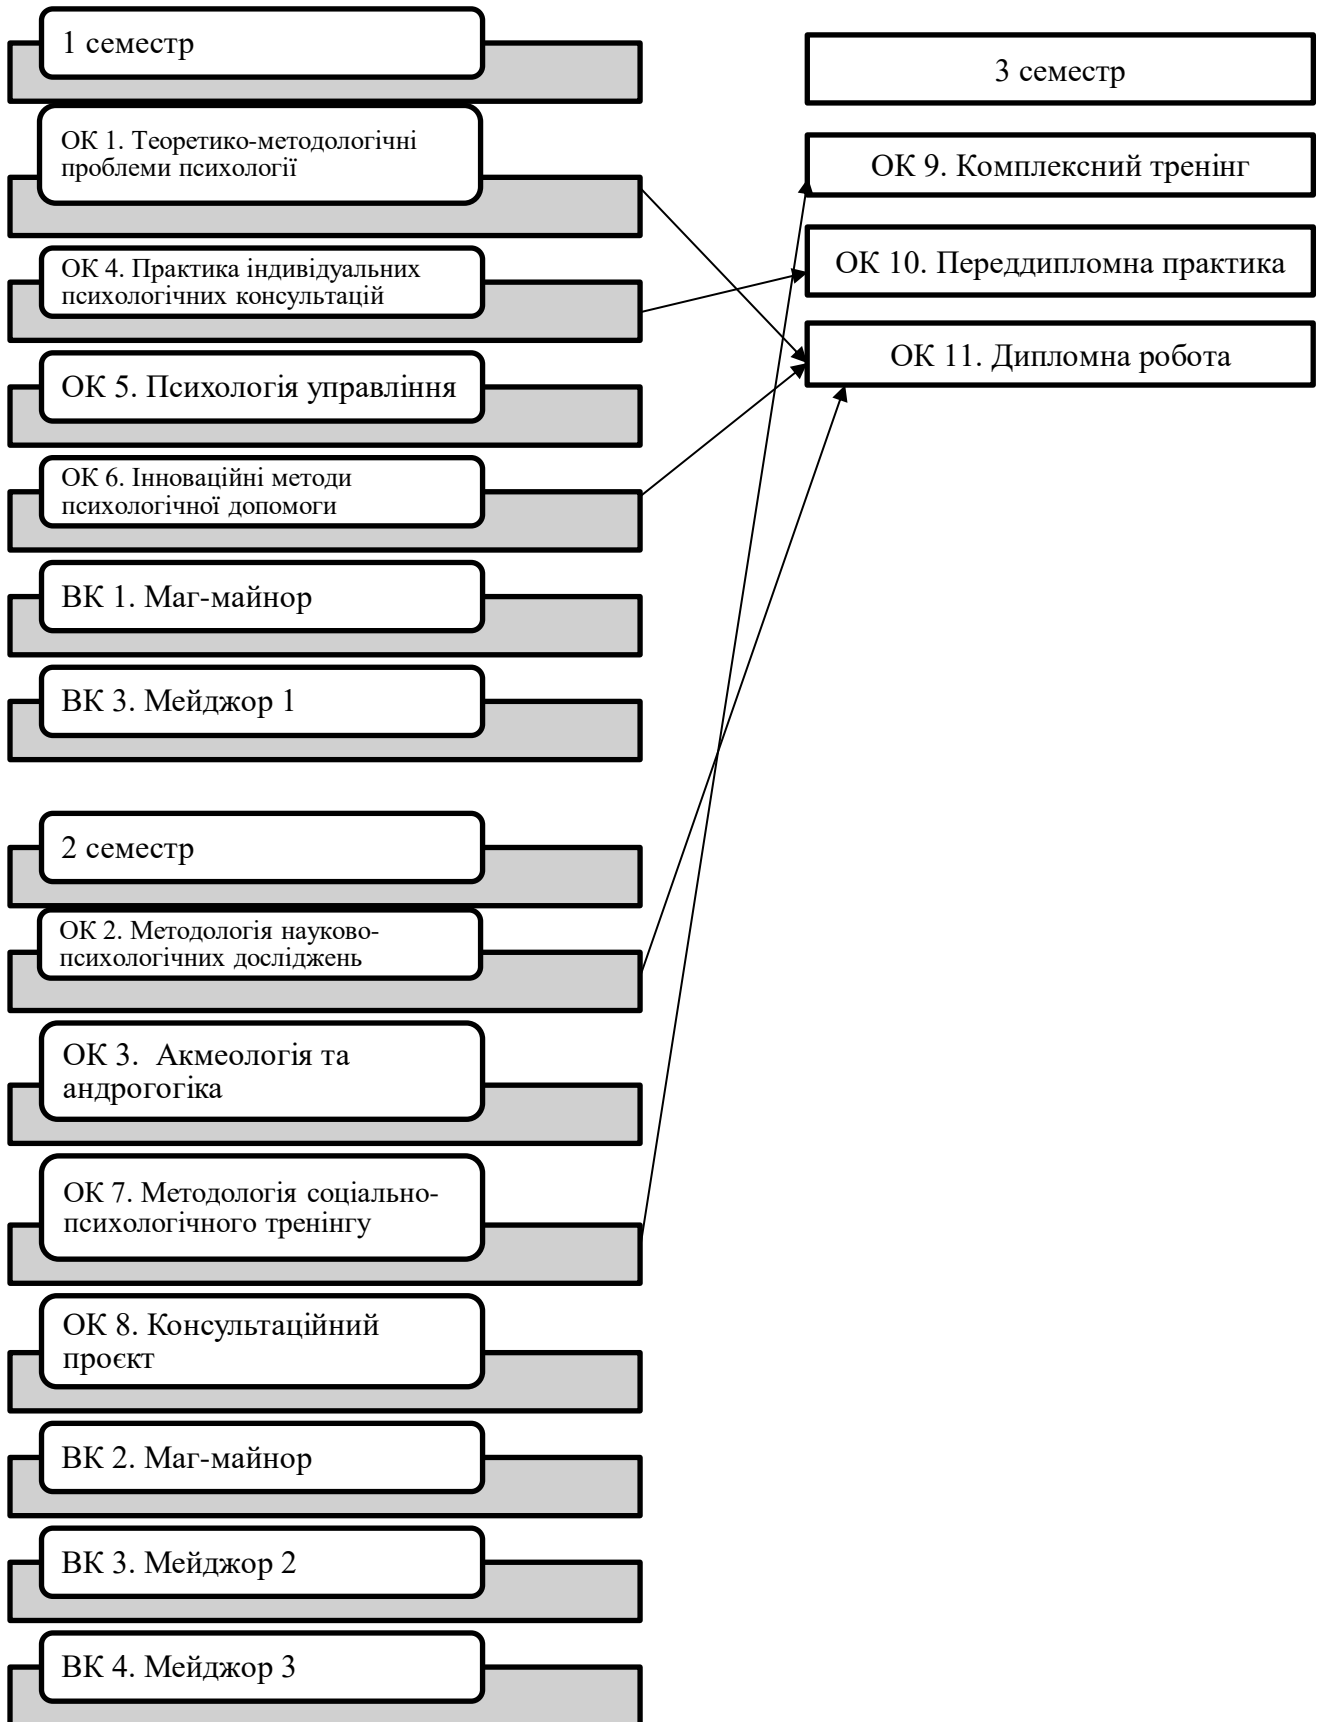 1 семестр
ОК 1. Теоретико-методологічні
проблеми психології
ОК 4. Практика індивідуальних
психологічних консультацій
ОК 5. Психологія управління
ОК 6. Інноваційні методи
психологічної допомоги
ВК 1. Маг-майнор
ВК 3. Мейджор 1
2 семестр
ОК 2. Методологія науково-
психологічних досліджень
ОК 3. Акмеологія та
андрогогіка
ОК 7. Методологія соціально-
психологічного тренінгу
ОК 8. Консультаційний
проєкт
ВК 2. Маг-майнор
ВК 3. Мейджор 2
ВК 4. Мейджор 3
3 семестр
ОК 9. Комплексний тренінг
ОК 10. Переддипломна практика
ОК 11. Дипломна робота